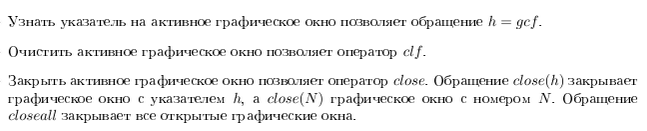 Узнать указатель на активное графическое окно позволяет обращение h = gcf.
Очистить активное графическое окно позволяет оператор clf.
Закрыть активное графическое окно позволяет оператор close. Обращение close(h) закрывает
графическое окно с указателем h, а close(N) графическое окно с номером N. Обращение
closeall закрывает все открытые графические окна.